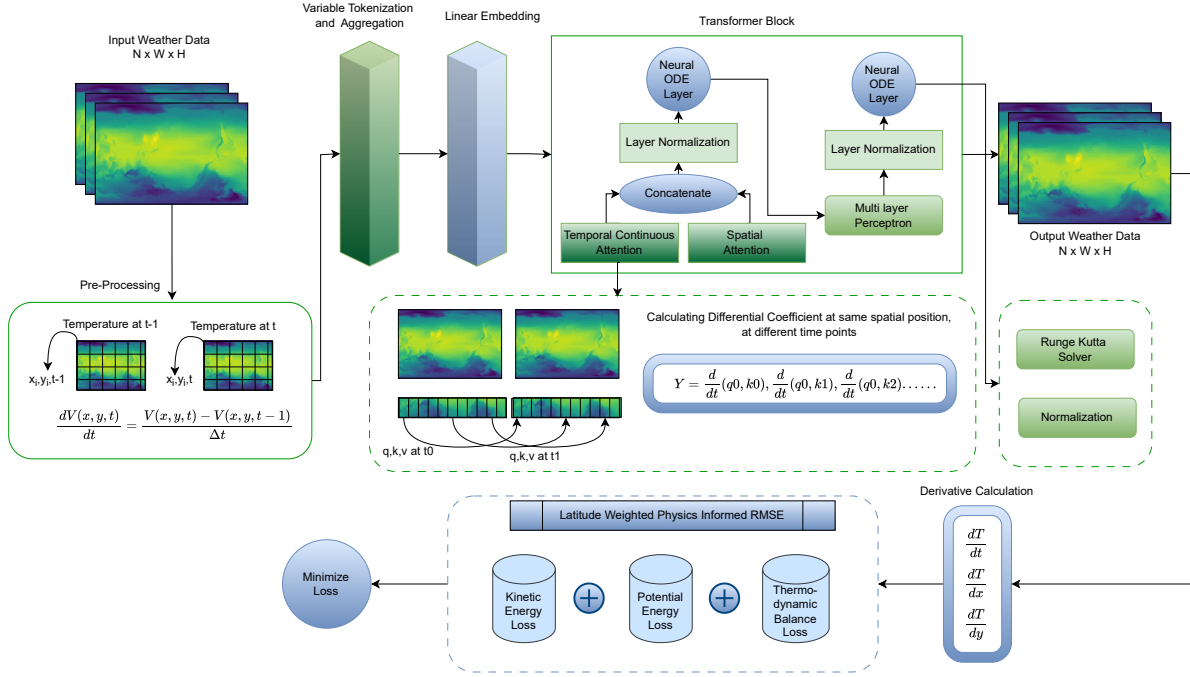 Input Weather Data
N x W x H
Variable Tokenization
and Aggregation
Linear Embedding
Transformer Block
Neural
ODE
Layer
Neural
ODE
Layer
Layer Normalization
Layer Normalization
Concatenate
Multi layer
Perceptron
Temporal Continuous
Attention
Spatial
Attention
Output Weather Data
N x W x H
Pre-Processing
Temperature at t-1
Temperature at t
x_i,y_i,t-1
x_i,y_i,t
dV(x, y, t)/dt = (V(x, y, t) − V(x, y, t − 1))/Δt
Calculating Differential Coefficient at same spatial position,
at different time points
Y = d/dt(q0, k0), d/dt(q0, k1), d/dt(q0, k2)......
q,k,v at t0
q,k,v at t1
Runge Kutta
Solver
Normalization
Derivative Calculation
dT/dt
dT/dx
dT/dy
Latitude Weighted Physics Informed RMSE
Kinetic
Energy
Loss
+
Potential
Energy
Loss
+
Thermo-
dynamic
Balance
Loss
Minimize
Loss